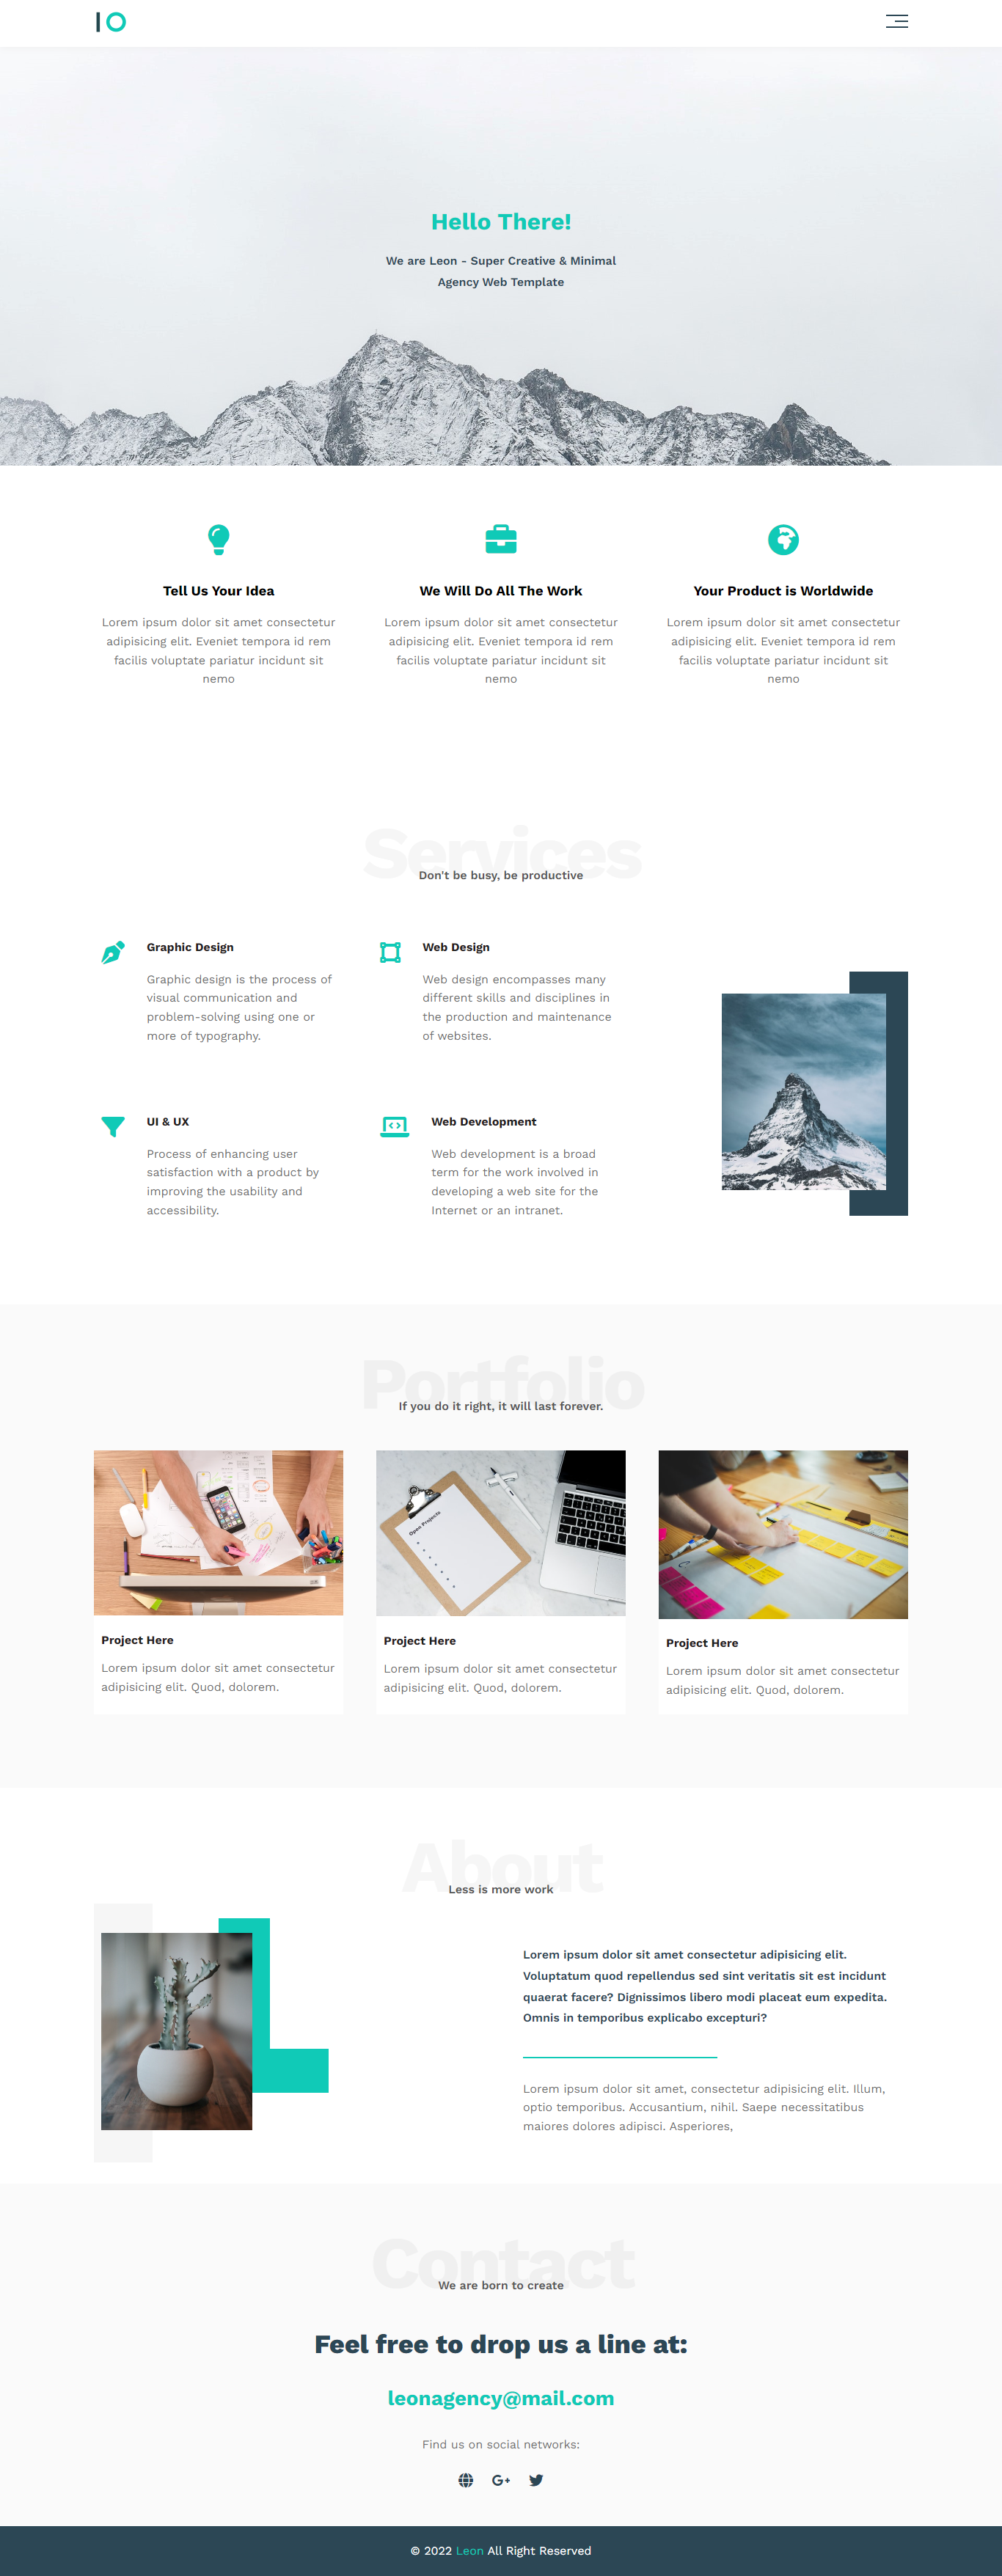 IO
Hello There!
We are Leon - Super Creative & Minimal
Agency Web Template
Tell Us Your Idea
Lorem ipsum dolor sit amet consectetur
adipisicing elit. Eveniet tempora id rem
facilis voluptate pariatur incidunt sit
nemo
We Will Do All The Work
Lorem ipsum dolor sit amet consectetur
adipisicing elit. Eveniet tempora id rem
facilis voluptate pariatur incidunt sit
nemo
Your Product is Worldwide
Lorem ipsum dolor sit amet consectetur
adipisicing elit. Eveniet tempora id rem
facilis voluptate pariatur incidunt sit
nemo
Services
Don't be busy, be productive
Graphic Design
Graphic design is the process of
visual communication and
problem-solving using one or
more of typography.
Web Design
Web design encompasses many
different skills and disciplines in
the production and maintenance
of websites.
UI & UX
Process of enhancing user
satisfaction with a product by
improving the usability and
accessibility.
Web Development
Web development is a broad
term for the work involved in
developing a web site for the
Internet or an intranet.
Portfolio
If you do it right, it will last forever.
Project Here
Lorem ipsum dolor sit amet consectetur
adipisicing elit. Quod, dolorem.
Open Projects
Project Here
Lorem ipsum dolor sit amet consectetur
adipisicing elit. Quod, dolorem.
Project Here
Lorem ipsum dolor sit amet consectetur
adipisicing elit. Quod, dolorem.
About
Less is more work
Lorem ipsum dolor sit amet consectetur adipisicing elit.
Voluptatum quod repellendus sed sint veritatis sit est incidunt
quaerat facere? Dignissimos libero modi placeat eum expedita.
Omnis in temporibus explicabo excepturi?
Lorem ipsum dolor sit amet, consectetur adipisicing elit. Illum,
optio temporibus. Accusantium, nihil. Saepe necessitatibus
maiores dolores adipisci. Asperiores,
Contact
We are born to create
Feel free to drop us a line at:
leonagency@mail.com
Find us on social networks:
G+
© 2022 Leon All Right Reserved